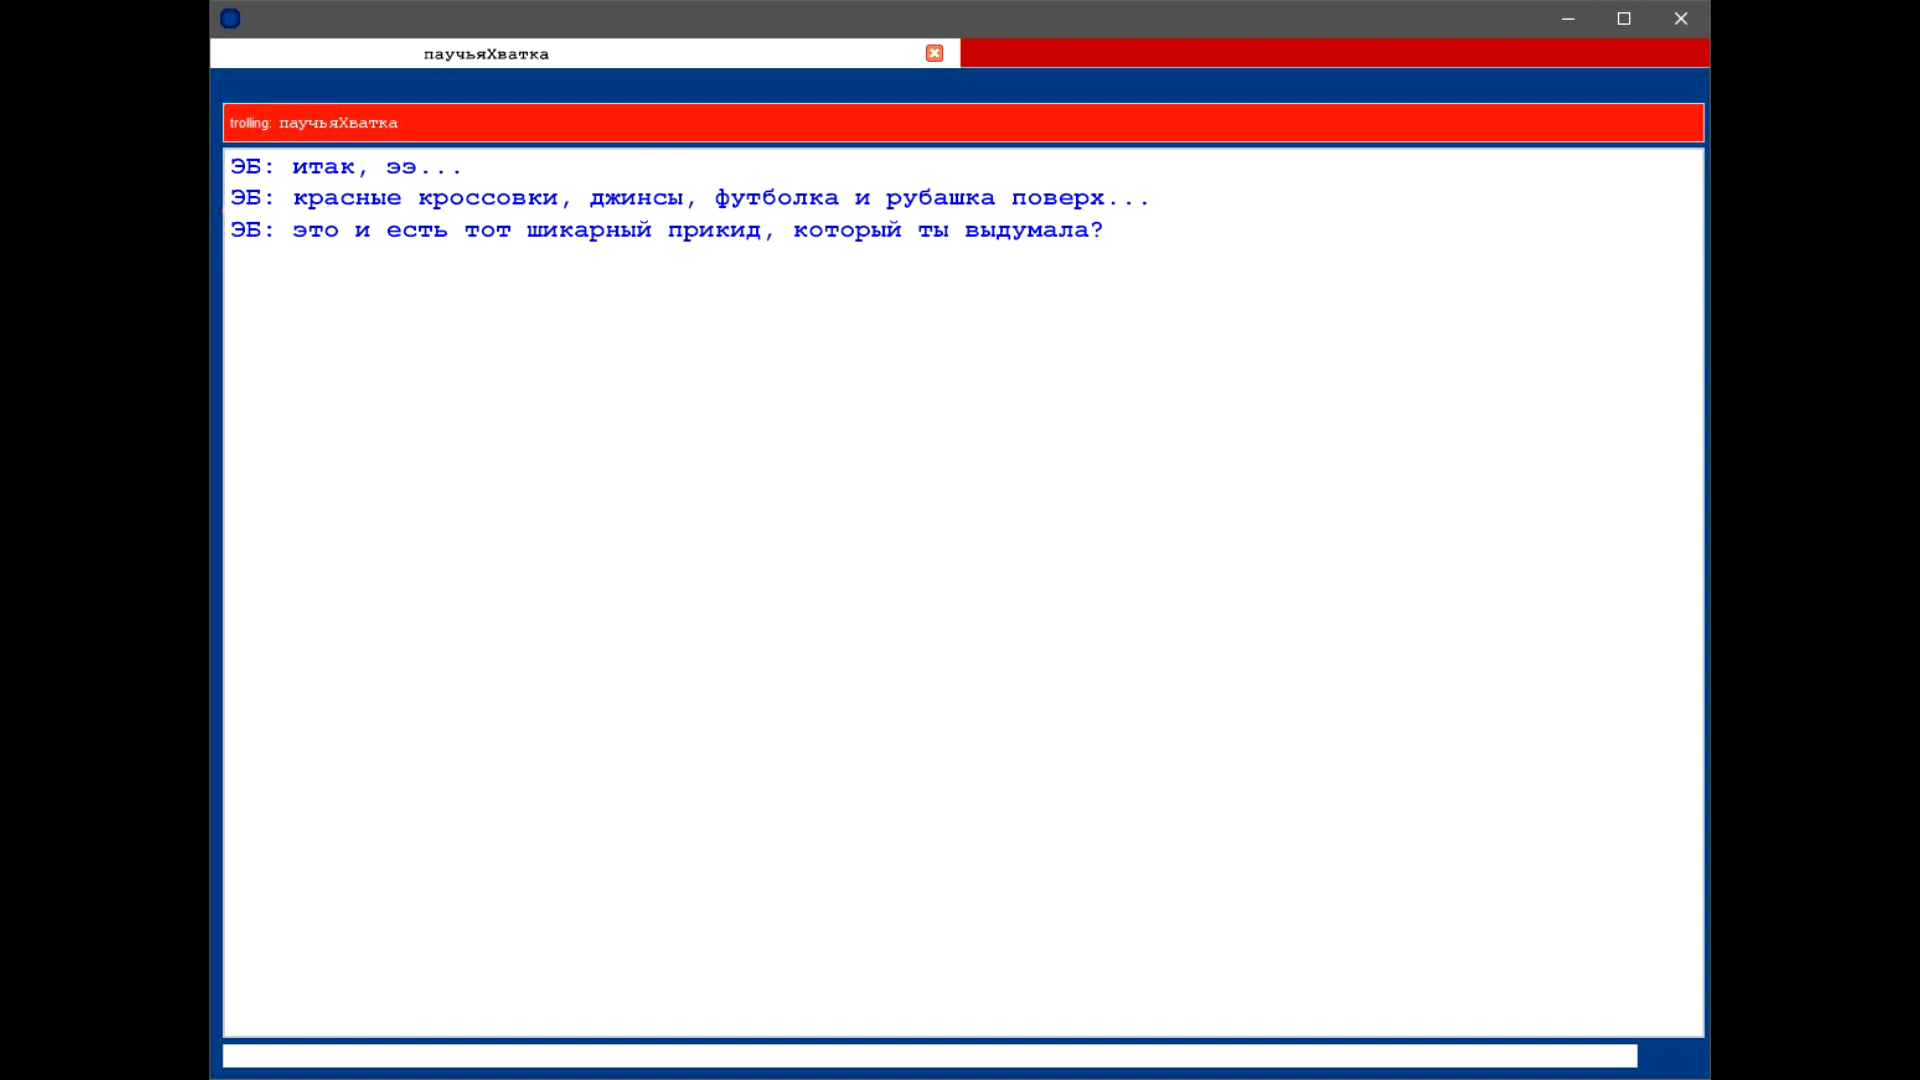 паучьяХватка
trolling: паучьяХватка
ЭБ: итак, ээ...
ЭБ: красные кроссовки, джинсы, футболка и рубашка поверх...
ЭБ: это и есть тот шикарный прикид, который ты выдумала?